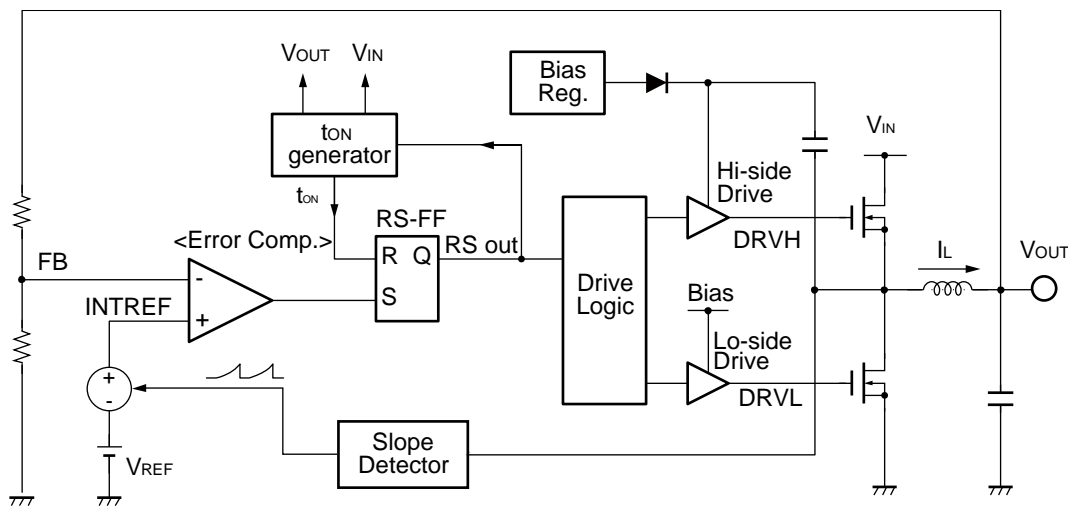 VOUT VIN
Bias
Reg.
tON
generator
VIN
tON
RS-FF
Hi-side
Drive
<Error Comp.>
R Q
RS out
DRVH
FB
-
S
IL
VOUT
INTREF
+
Drive
Logic
Bias
Lo-side
Drive
+
-
DRVL
Slope
Detector
VREF